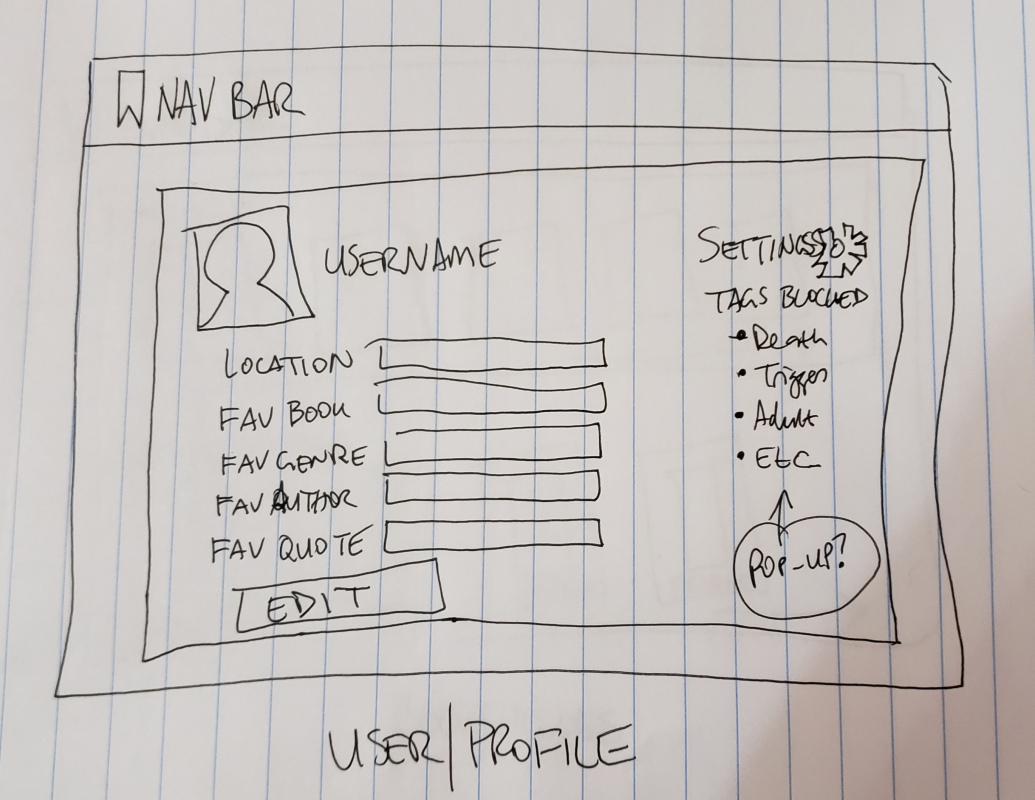 NAV BAR
USERNAME
LOCATION
FAV BOOK
FAV GENRE
FAV AUTHOR
FAV QUOTE
EDIT
SETTINGS
TAGS BLOCKED
• Death
• Trigger
• Adult
• ETC
POP-UP?
USER/PROFILE